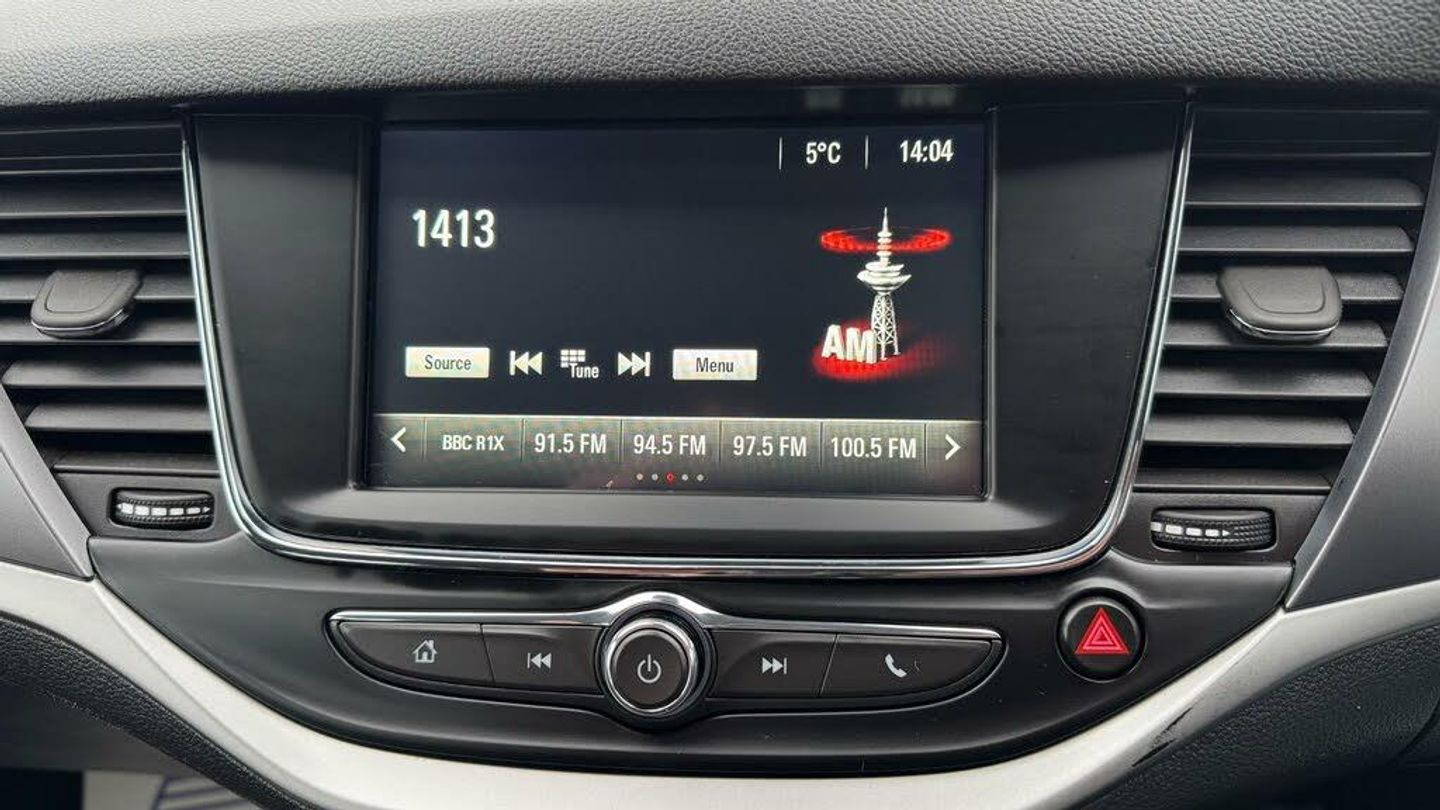 5°C 14:04
1413
AM
Source Tune Menu
BBC R1X 91.5 FM 94.5 FM 97.5 FM 100.5 FM